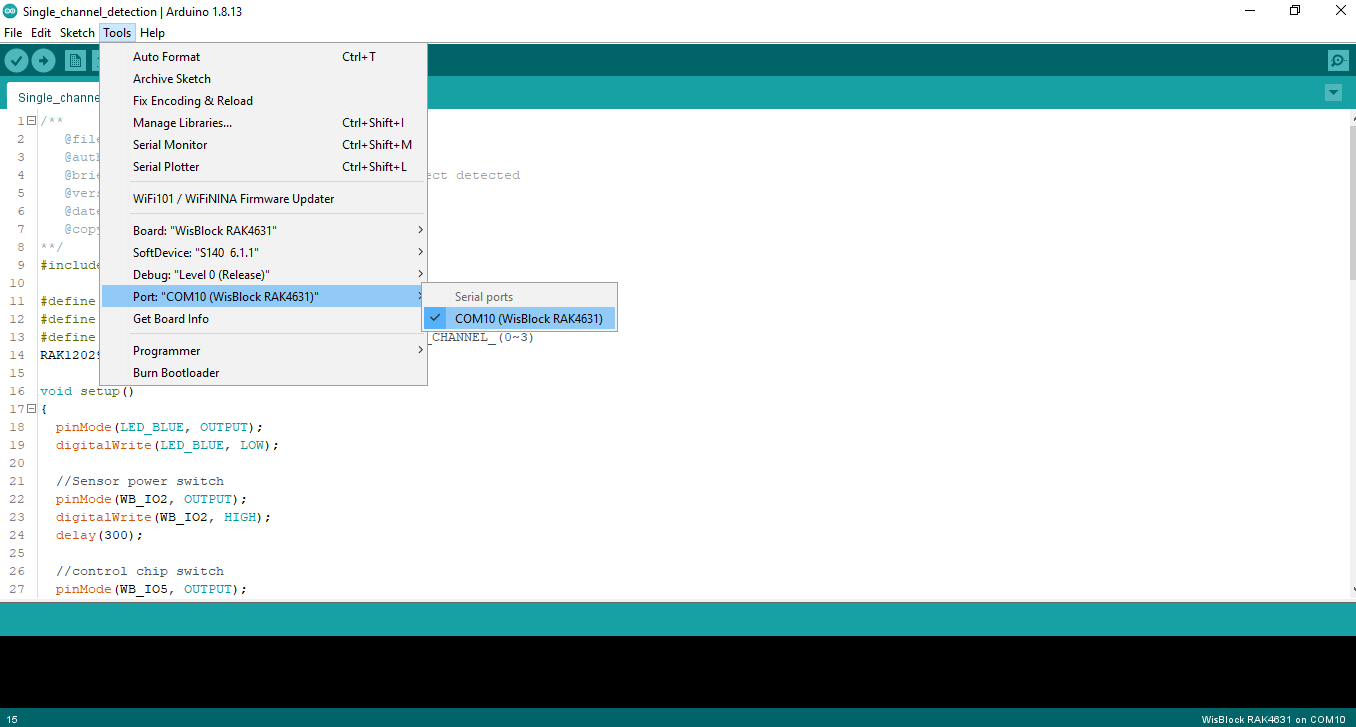 Single_channel_detection | Arduino 1.8.13
File Edit Sketch Tools Help
Auto Format Ctrl+T
Archive Sketch
Fix Encoding & Reload
Manage Libraries... Ctrl+Shift+I
Serial Monitor Ctrl+Shift+M
Serial Plotter Ctrl+Shift+L
WiFi101 / WiFiNINA Firmware Updater
Board: "WisBlock RAK4631"
SoftDevice: "S140 6.1.1"
Debug: "Level 0 (Release)"
Port: "COM10 (WisBlock RAK4631)"
Get Board Info
Programmer
Burn Bootloader
Serial ports
COM10 (WisBlock RAK4631)
Single_channe
1 /**
2 @file
3 @auth
4 @brie ect detected
5 @vers
6 @date
7 @copy
8 **/
9 #include
10
11 #define
12 #define
13 #define _CHANNEL_(0~3)
14 RAK12029
15
16 void setup()
17 {
18 pinMode(LED_BLUE, OUTPUT);
19 digitalWrite(LED_BLUE, LOW);
20
21 //Sensor power switch
22 pinMode(WB_IO2, OUTPUT);
23 digitalWrite(WB_IO2, HIGH);
24 delay(300);
25
26 //control chip switch
27 pinMode(WB_IO5, OUTPUT);
15 WisBlock RAK4631 on COM10